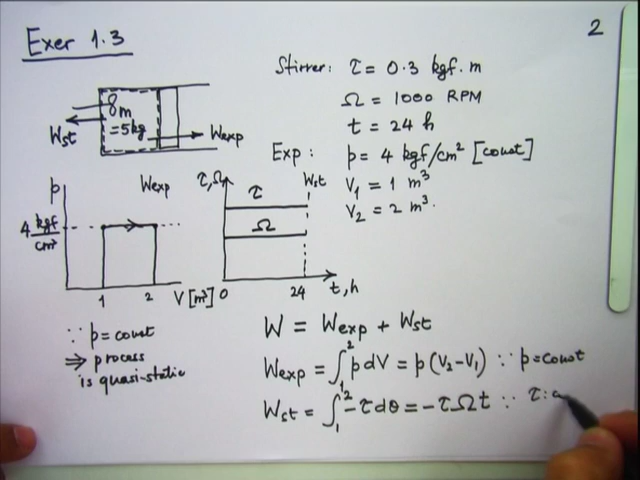 2
Exer 1.3
Stirrer: τ = 0.3 kgf.m
Ω = 1000 RPM
t = 24 h
Exp: p = 4 kgf/cm² [const]
V₁ = 1 m³
V₂ = 2 m³.
m
= 5kg
Wst
Wexp
p
Wexp
4 kgf/cm²
1 2 V [m³]
τ, Ω
Wst
τ
Ω
0 24 t, h
∵ p = const
⇒ process
is quasi-static
W = Wexp + Wst
Wexp = ∫₁² p dV = p (V₂ - V₁) ∵ p = const
Wst = ∫₁² -τ dθ = -τ Ω t ∵ τ: c